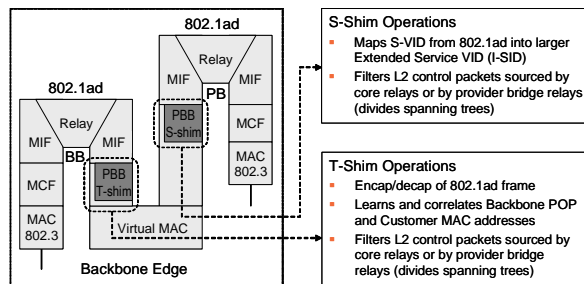 802.1ad
Relay
MIF
MIF
PB
PBB
S-shim
MCF
MAC
802.3
802.1ad
Relay
MIF
MIF
BB
PBB
T-shim
MCF
MAC
802.3
Virtual MAC
Backbone Edge
S-Shim Operations
▪ Maps S-VID from 802.1ad into larger
Extended Service VID (I-SID)
▪ Filters L2 control packets sourced by
core relays or by provider bridge relays
(divides spanning trees)
T-Shim Operations
▪ Encap/decap of 802.1ad frame
▪ Learns and correlates Backbone POP
and Customer MAC addresses
▪ Filters L2 control packets sourced by
core relays or by provider bridge
relays (divides spanning trees)